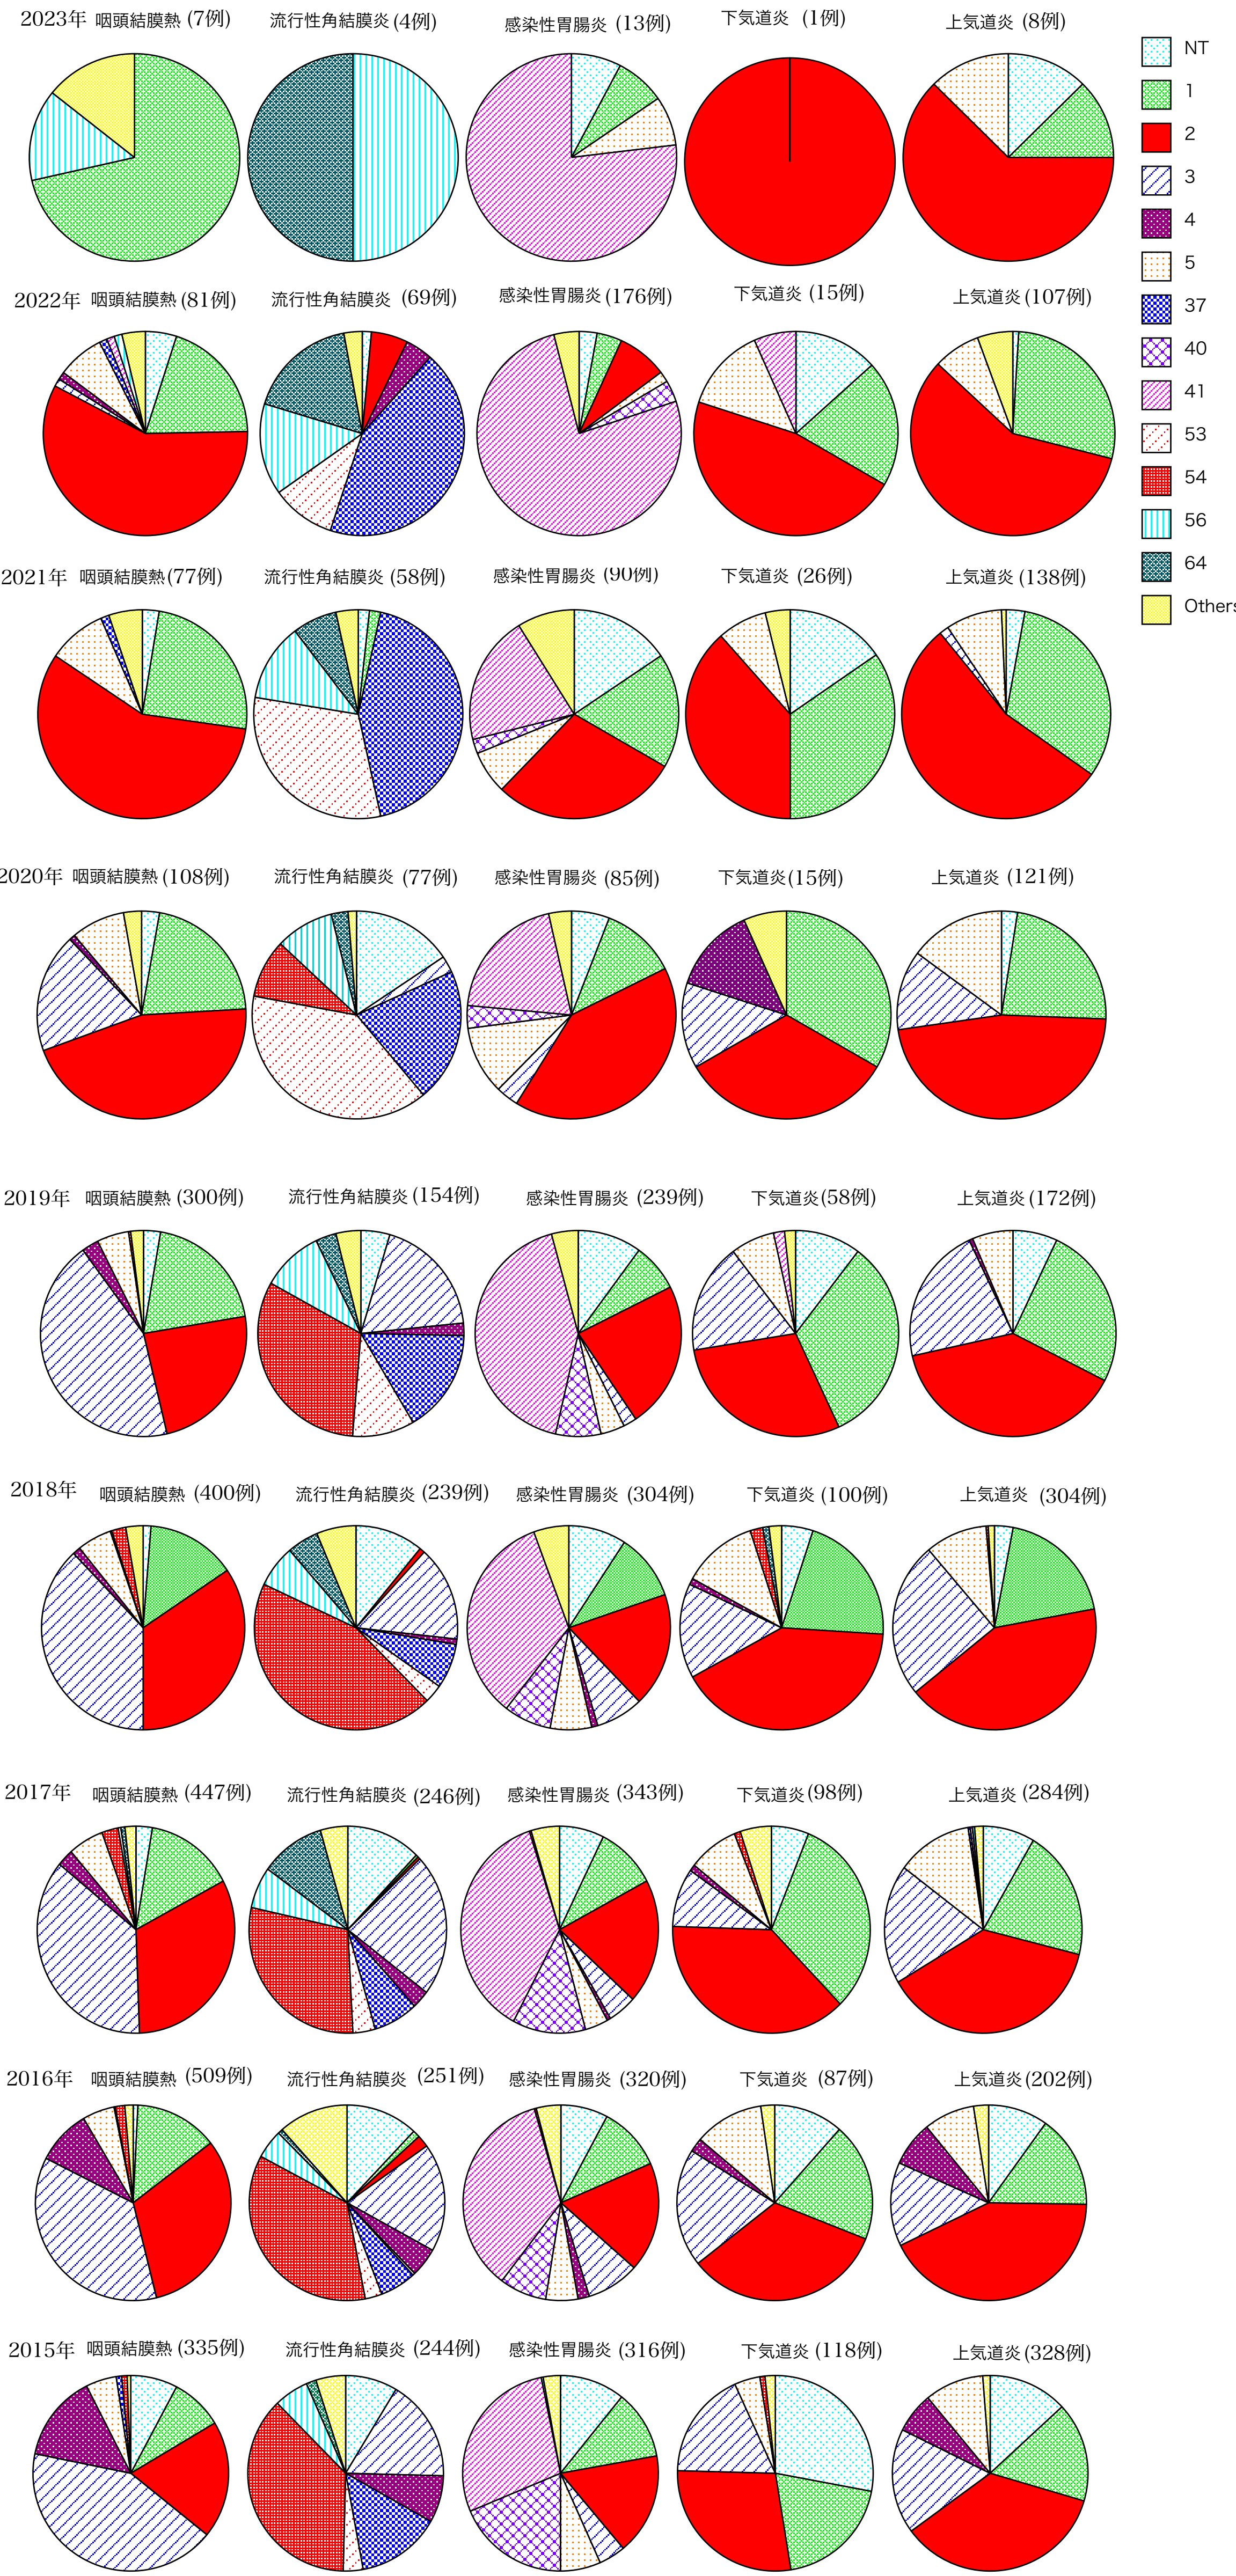 2023年 咽頭結膜熱 (7例) 流行性角結膜炎 (4例) 感染性胃腸炎 (13例) 下気道炎 (1例) 上気道炎 (8例)
NT
1
2
3
4
5
37
40
41
53
54
56
64
Others
2022年 咽頭結膜熱 (81例) 流行性角結膜炎 (69例) 感染性胃腸炎 (176例) 下気道炎 (15例) 上気道炎 (107例)
2021年 咽頭結膜熱 (77例) 流行性角結膜炎 (58例) 感染性胃腸炎 (90例) 下気道炎 (26例) 上気道炎 (138例)
2020年 咽頭結膜熱 (108例) 流行性角結膜炎 (77例) 感染性胃腸炎 (85例) 下気道炎 (15例) 上気道炎 (121例)
2019年 咽頭結膜熱 (300例) 流行性角結膜炎 (154例) 感染性胃腸炎 (239例) 下気道炎 (58例) 上気道炎 (172例)
2018年 咽頭結膜熱 (400例) 流行性角結膜炎 (239例) 感染性胃腸炎 (304例) 下気道炎 (100例) 上気道炎 (304例)
2017年 咽頭結膜熱 (447例) 流行性角結膜炎 (246例) 感染性胃腸炎 (343例) 下気道炎 (98例) 上気道炎 (284例)
2016年 咽頭結膜熱 (509例) 流行性角結膜炎 (251例) 感染性胃腸炎 (320例) 下気道炎 (87例) 上気道炎 (202例)
2015年 咽頭結膜熱 (335例) 流行性角結膜炎 (244例) 感染性胃腸炎 (316例) 下気道炎 (118例) 上気道炎 (328例)